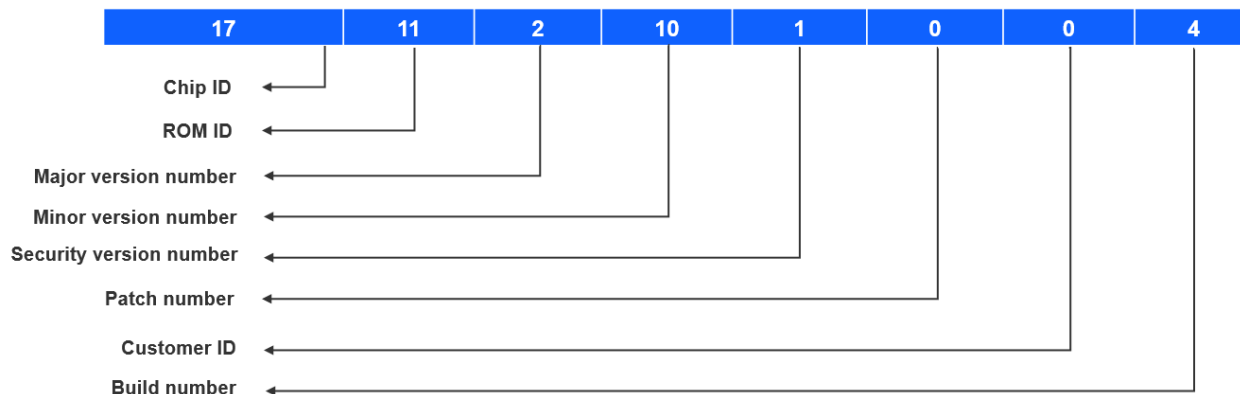 17 11 2 10 1 0 0 4
Chip ID
ROM ID
Major version number
Minor version number
Security version number
Patch number
Customer ID
Build number